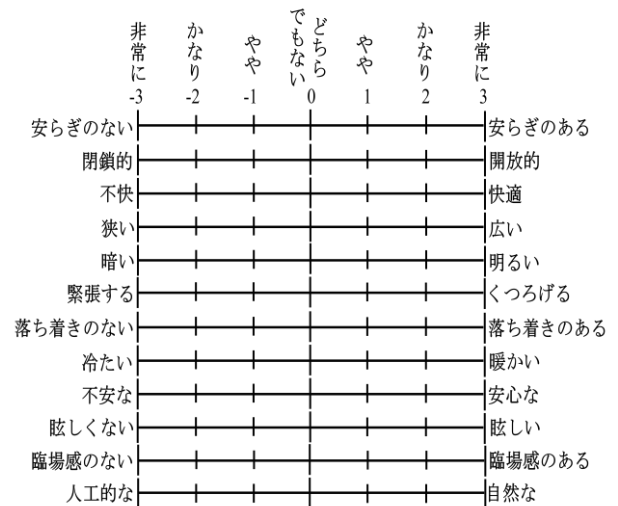 非常に かなり やや どちらでもない やや かなり 非常に
-3 -2 -1 0 1 2 3
安らぎのない 安らぎのある
閉鎖的 開放的
不快 快適
狭い 広い
暗い 明るい
緊張する くつろげる
落ち着きのない 落ち着きのある
冷たい 暖かい
不安な 安心な
眩しくない 眩しい
臨場感のない 臨場感のある
人工的な 自然な